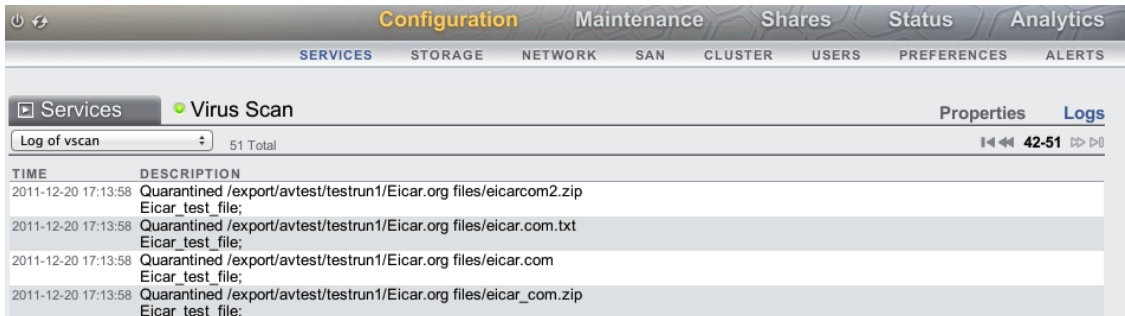 Configuration Maintenance Shares Status Analytics
SERVICES STORAGE NETWORK SAN CLUSTER USERS PREFERENCES ALERTS
Services Virus Scan Properties Logs
Log of vscan 51 Total 42-51
TIME DESCRIPTION
2011-12-20 17:13:58 Quarantined /export/avtest/testrun1/Eicar.org files/eicarcom2.zip
Eicar_test_file;
2011-12-20 17:13:58 Quarantined /export/avtest/testrun1/Eicar.org files/eicar.com.txt
Eicar_test_file;
2011-12-20 17:13:58 Quarantined /export/avtest/testrun1/Eicar.org files/eicar.com
Eicar_test_file;
2011-12-20 17:13:58 Quarantined /export/avtest/testrun1/Eicar.org files/eicar_com.zip
Eicar_test_file;